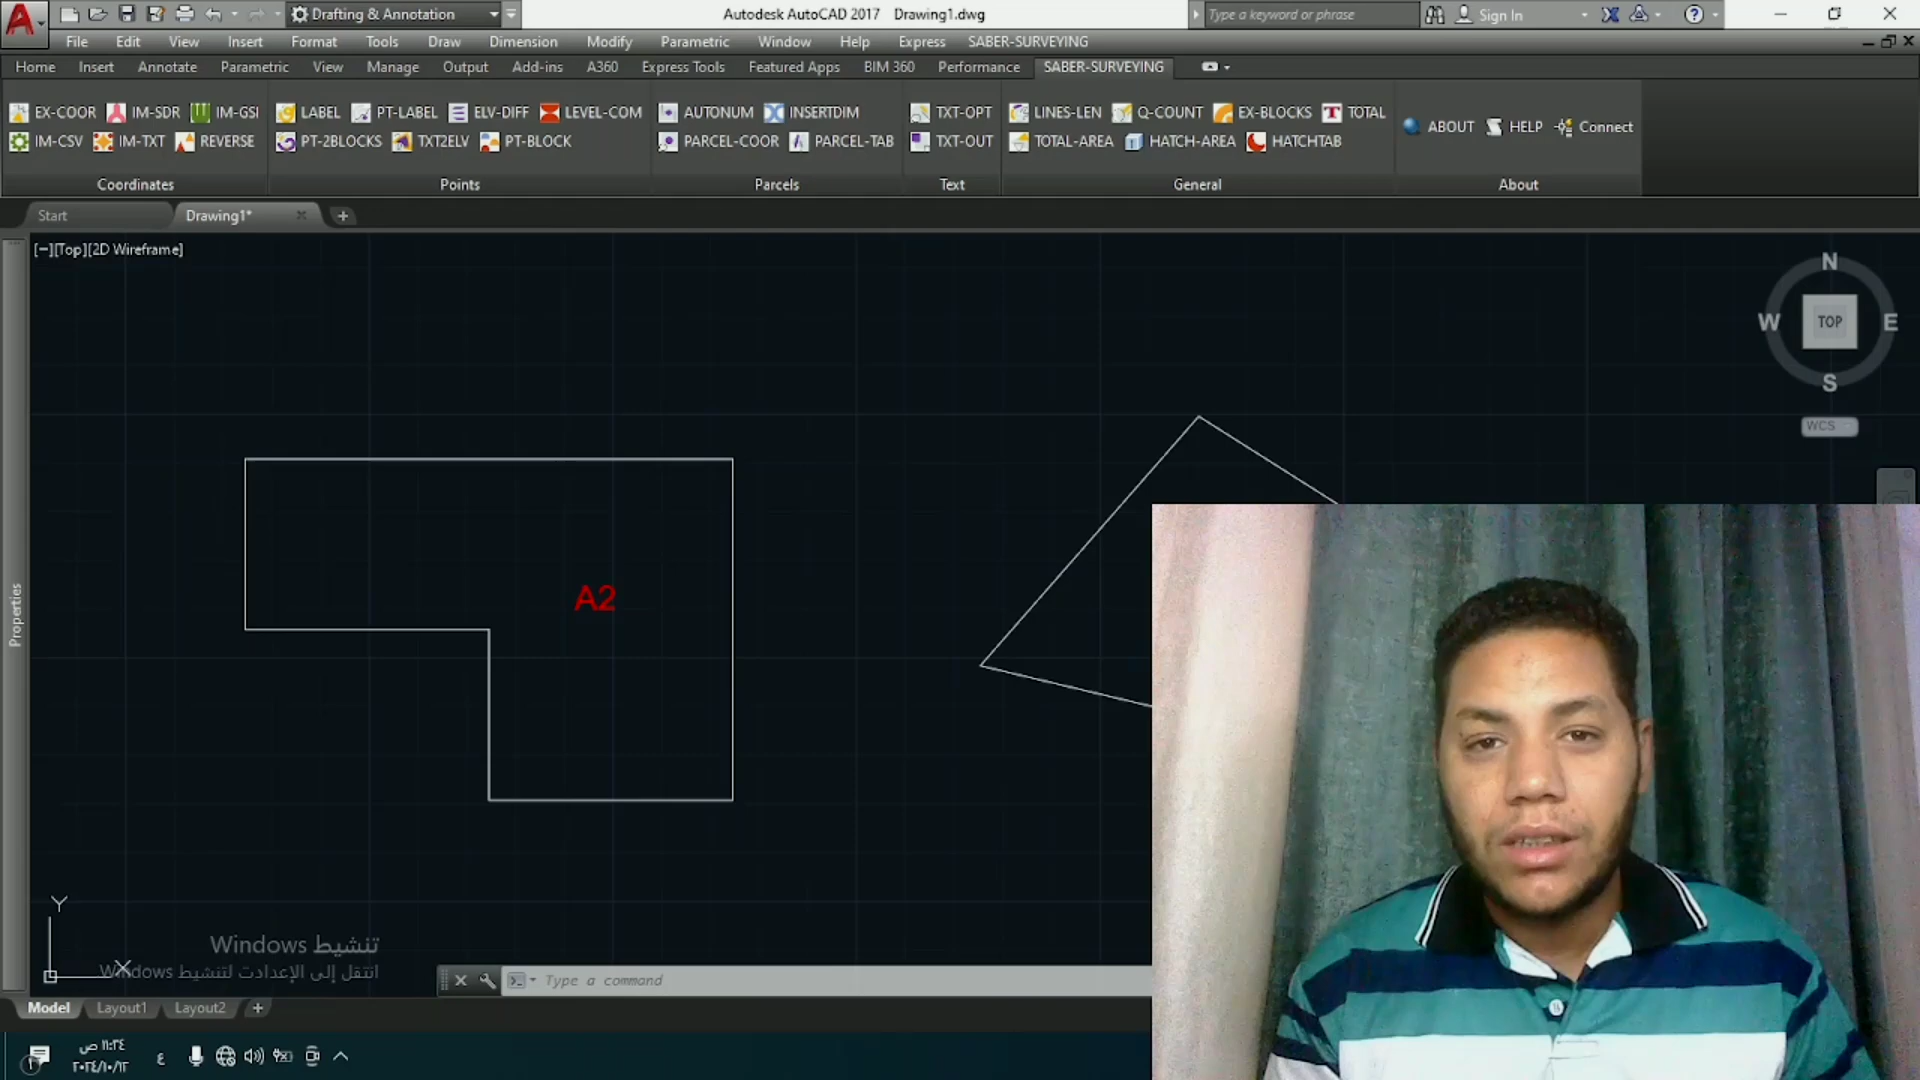 Drafting & Annotation Autodesk AutoCAD 2017 Drawing1.dwg Type a keyword or phrase Sign In
File Edit View Insert Format Tools Draw Dimension Modify Parametric Window Help Express SABER-SURVEYING
Home Insert Annotate Parametric View Manage Output Add-ins A360 Express Tools Featured Apps BIM 360 Performance SABER-SURVEYING
EX-COOR IM-SDR IM-GSI LABEL PT-LABEL ELV-DIFF LEVEL-COM AUTONUM INSERTDIM TXT-OPT LINES-LEN Q-COUNT EX-BLOCKS TOTAL
ABOUT HELP Connect
IM-CSV IM-TXT REVERSE PT-2BLOCKS TXT2ELV PT-BLOCK PARCEL-COOR PARCEL-TAB TXT-OUT TOTAL-AREA HATCH-AREA HATCHTAB
Coordinates Points Parcels Text General About
Start Drawing1*
[−][Top][2D Wireframe]
N
W TOP E
S
WCS
A2
Properties
Y
X
تنشيط Windows
انتقل إلى الإعدادت لتنشيط Windows
Type a command
Model Layout1 Layout2
١١:٣٤ ص
ع
٢٠٢٤/١٠/١٢